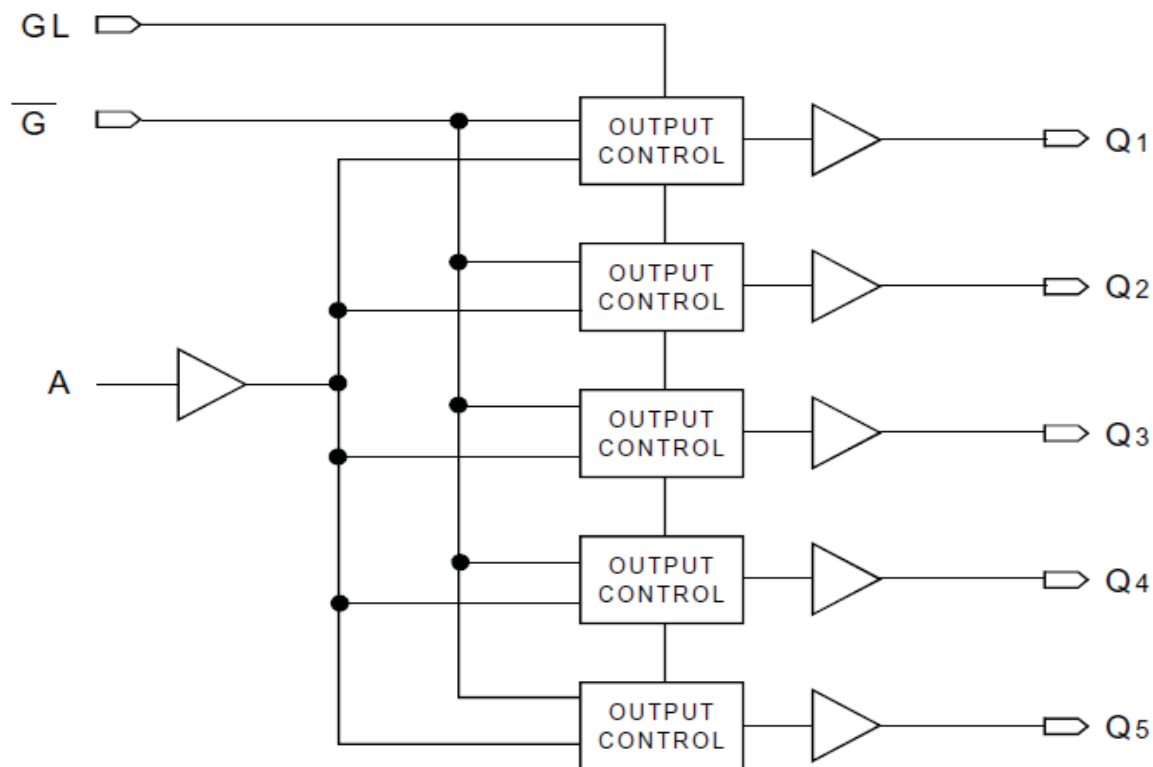 GL
G̅
OUTPUT
CONTROL
Q1
OUTPUT
CONTROL
Q2
A
OUTPUT
CONTROL
Q3
OUTPUT
CONTROL
Q4
OUTPUT
CONTROL
Q5